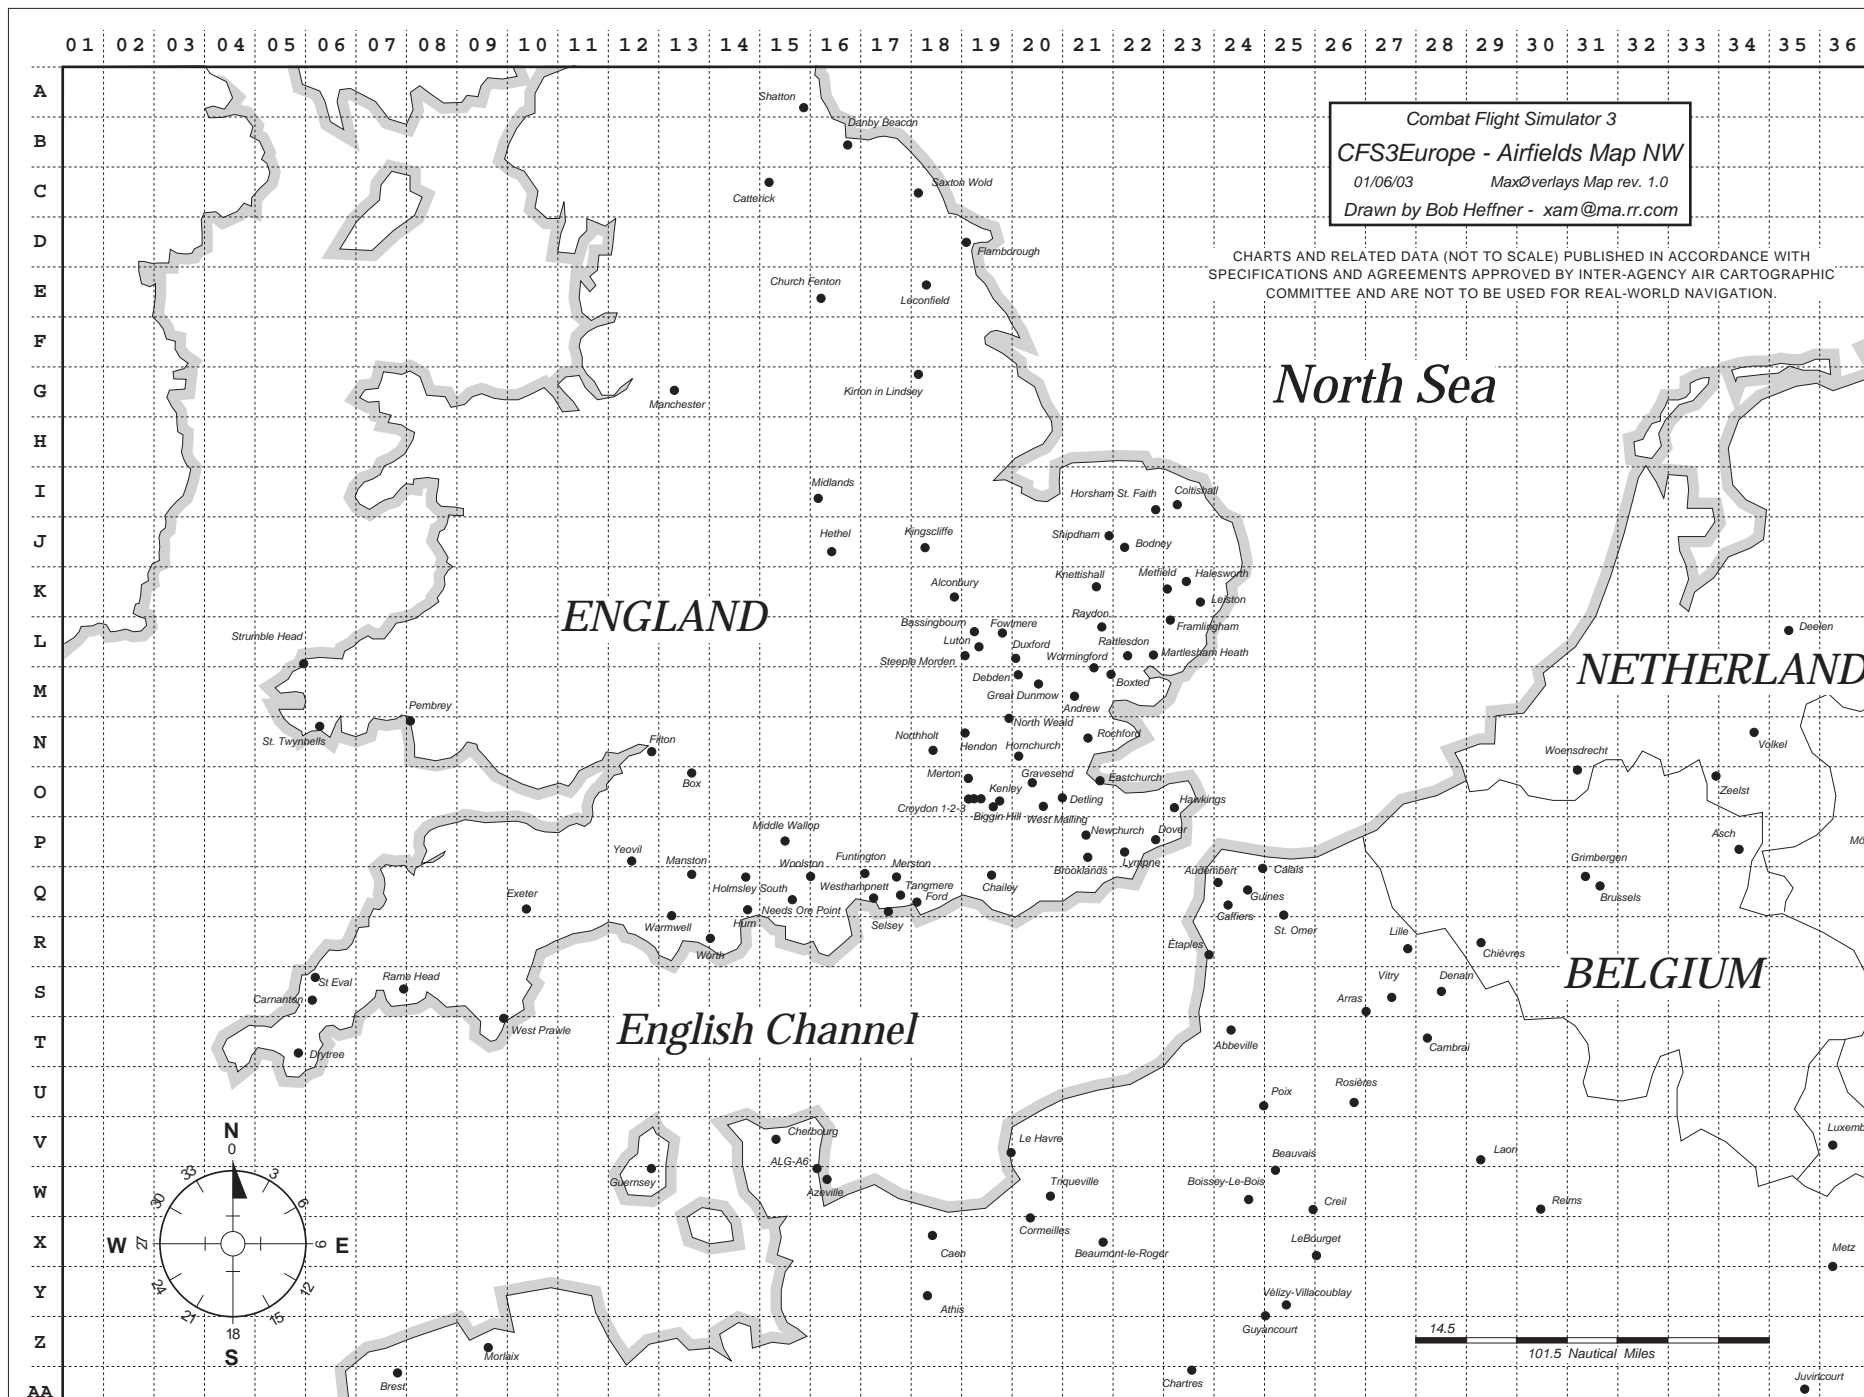 01 02 03 04 05 06 07 08 09 10 11 12 13 14 15 16 17 18 19 20 21 22 23 24 25 26 27 28 29 30 31 32 33 34 35 36
A
B
C
D
E
F
G
H
I
J
K
L
M
N
O
P
Q
R
S
T
U
V
W
X
Y
Z
AA
Combat Flight Simulator 3
CFS3Europe - Airfields Map NW
01/06/03 MaxØverlays Map rev. 1.0
Drawn by Bob Heffner - xam@ma.rr.com
CHARTS AND RELATED DATA (NOT TO SCALE) PUBLISHED IN ACCORDANCE WITH
SPECIFICATIONS AND AGREEMENTS APPROVED BY INTER-AGENCY AIR CARTOGRAPHIC
COMMITTEE AND ARE NOT TO BE USED FOR REAL-WORLD NAVIGATION.
Shatton
Danby Beacon
Catterick
Saxton Wold
Flamborough
Church Fenton
Leconfield
North Sea
Kirton in Lindsey
Manchester
Midlands
Horsham St. Faith
Coltishall
Hethel
Kingscliffe
Shipdham
Bodney
Knettishall
Metfield
Halesworth
Alconbury
Leiston
ENGLAND
Raydon
Framlingham
Bassingbourn
Fowlmere
Luton
Duxford
Rattlesdon
Martlesham Heath
Steeple Morden
Wormingford
Deelen
Strumble Head
NETHERLAND
Debden
Boxted
Great Dunmow
Andrew
Pembrey
North Weald
St. Twynhells
Filton
Northholt
Hendon
Hornchurch
Rochford
Woensdrecht
Volkel
Box
Merton
Gravesend
Eastchurch
Zeelst
Kenley
Croydon 1-2-3
Detling
Hawkings
Biggin Hill
West Malling
Middle Wallop
Newchurch
Dover
Asch
Mö
Yeovil
Manston
Woolston
Funtington
Merston
Brooklands
Lympne
Grimbergen
Audembert
Calais
Exeter
Holmsley South
Westhampnett
Tangmere
Chailey
Guines
Brussels
Needs Ore Point
Ford
Caffiers
Warmwell
Hurn
Selsey
St. Omer
Lille
Worth
Étaples
Chièvres
BELGIUM
St Eval
Rame Head
Vitry
Denain
Carnanton
Arras
West Prawle
English Channel
Drytree
Abbeville
Cambrai
Poix
Rosières
Cherbourg
Le Havre
Luxemb
ALG-A6
Beauvais
Laon
Guernsey
Azeville
Triqueville
Boissey-Le-Bois
Creil
Reims
Cormeilles
LeBourget
Caen
Beaumont-le-Roger
Metz
Athis
Vèlizy-Villacoublay
Guyancourt
Morlaix
Brest
Chartres
Juvincourt
N
0
3
6
E
9
12
15
18
S
21
24
W
27
30
33
14.5
101.5 Nautical Miles